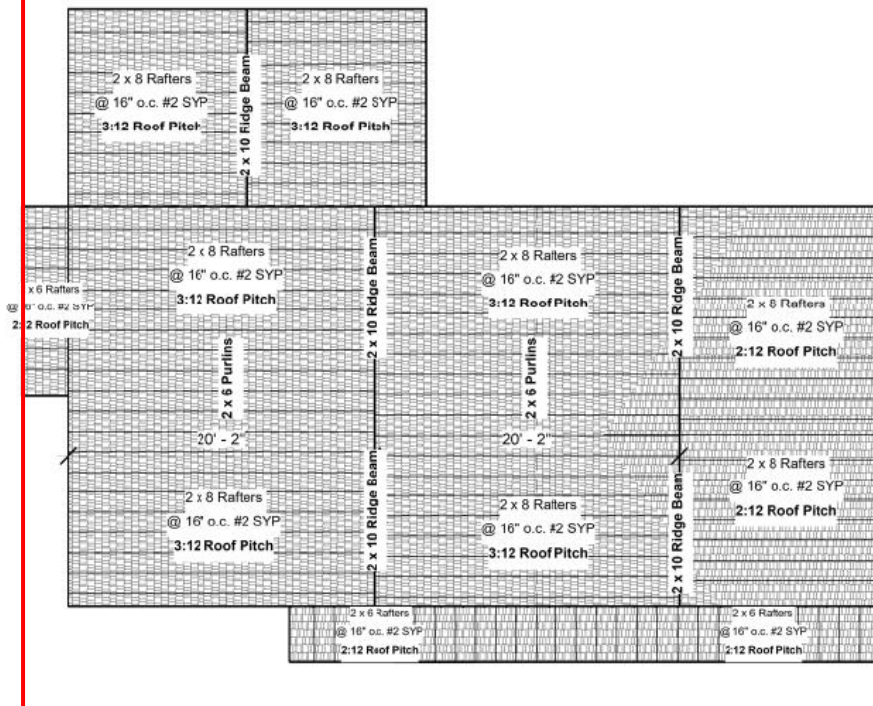 2 x 8 Rafters
@ 16" o.c. #2 SYP
3:12 Roof Pitch
2 x 10 Ridge Beam
2 x 8 Rafters
@ 16" o.c. #2 SYP
3:12 Roof Pitch
x 6 Rafters
@ 16" o.c. #2 SYP
2:12 Roof Pitch
2 x 8 Rafters
@ 16" o.c. #2 SYP
3:12 Roof Pitch
2 x 10 Ridge Beam
2 x 8 Rafters
@ 16" o.c. #2 SYP
3:12 Roof Pitch
2 x 10 Ridge Beam
2 x 8 Rafters
@ 16" o.c. #2 SYP
2:12 Roof Pitch
2 x 6 Purlins
2 x 6 Purlins
20' - 2"
20' - 2"
2 x 8 Rafters
@ 16" o.c. #2 SYP
3:12 Roof Pitch
2 x 10 Ridge Beam
2 x 8 Rafters
@ 16" o.c. #2 SYP
3:12 Roof Pitch
2 x 10 Ridge Beam
2 x 8 Rafters
@ 16" o.c. #2 SYP
2:12 Roof Pitch
2 x 6 Rafters
@ 16" o.c. #2 SYP
2:12 Roof Pitch
2 x 6 Rafters
@ 16" o.c. #2 SYP
2:12 Roof Pitch